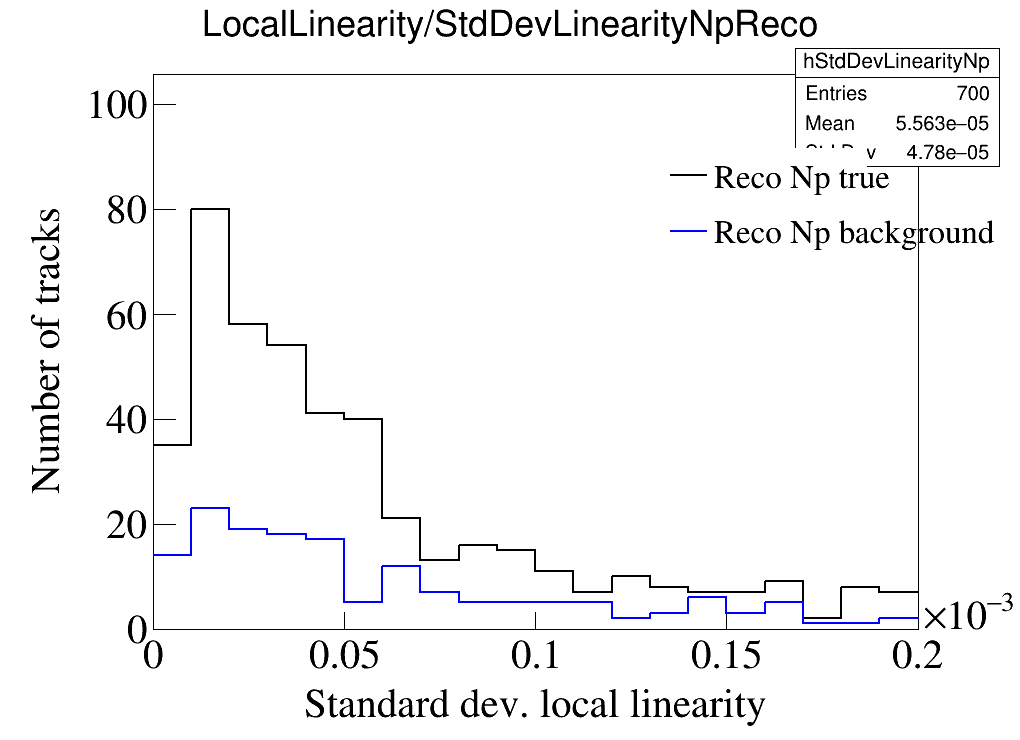 LocalLinearity/StdDevLinearityNpReco
hStdDevLinearityNp
Entries 700
Mean 5.563e−05
4.78e−05
Reco Np true
Reco Np background
Number of tracks
100
80
60
40
20
0
0 0.05 0.1 0.15 0.2
×10⁻³
Standard dev. local linearity